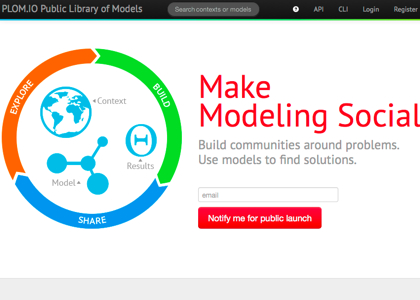 PLOM.IO Public Library of Models
Search contexts or models
API
CLI
Login
Register
EXPLORE
BUILD
SHARE
Context
Θ
Results
Model
Make
Modeling Social
Build communities around problems.
Use models to find solutions.
email
Notify me for public launch